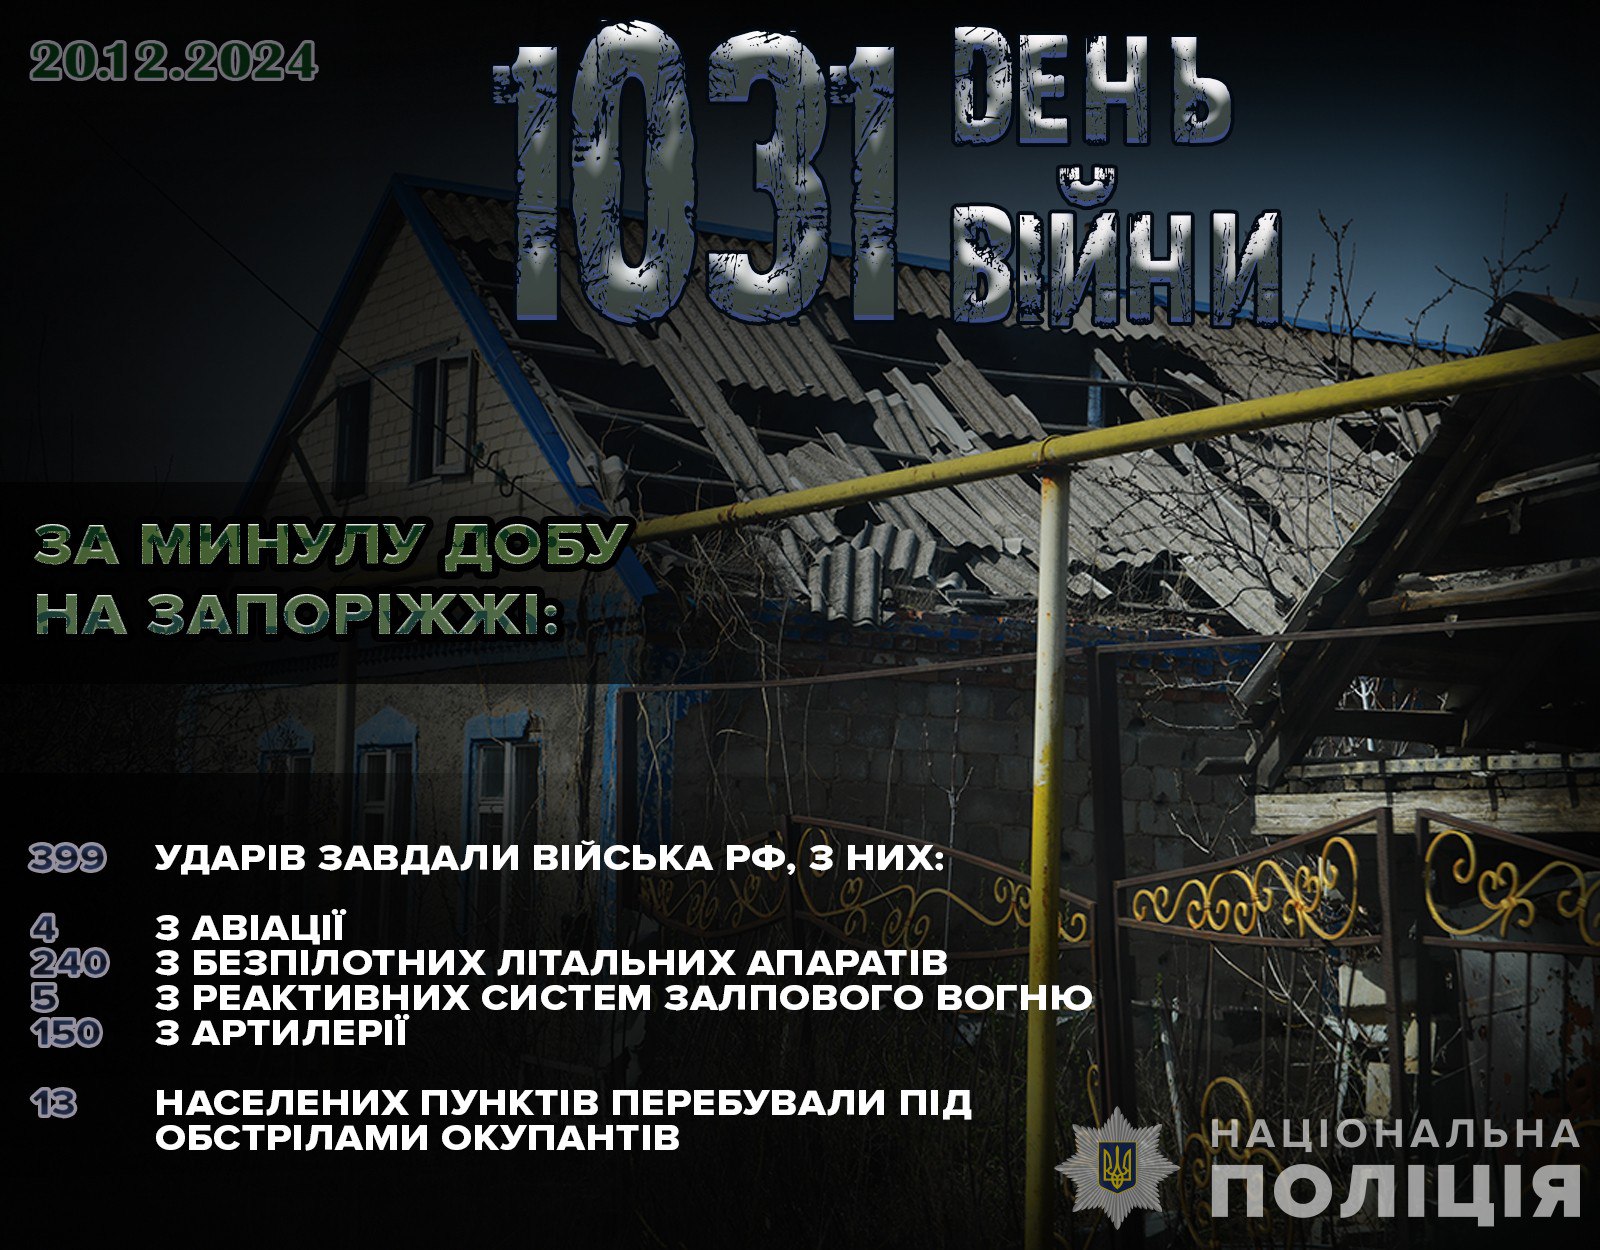 20.12.2024
1031 DЕНЬ
ВІЙНИ
ЗА МИНУЛУ ДОБУ
НА ЗАПОРІЖЖІ:
399 УДАРІВ ЗАВДАЛИ ВІЙСЬКА РФ, З НИХ:
4 З АВІАЦІЇ
240 З БЕЗПІЛОТНИХ ЛІТАЛЬНИХ АПАРАТІВ
5 З РЕАКТИВНИХ СИСТЕМ ЗАЛПОВОГО ВОГНЮ
150 З АРТИЛЕРІЇ
13 НАСЕЛЕНИХ ПУНКТІВ ПЕРЕБУВАЛИ ПІД
ОБСТРІЛАМИ ОКУПАНТІВ
НАЦІОНАЛЬНА
ПОЛІЦІЯ